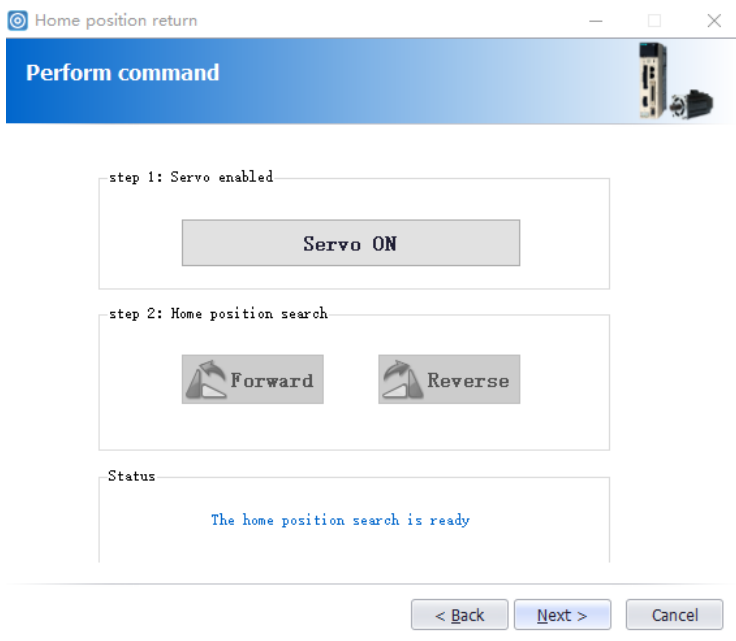 Home position return
Perform command
step 1: Servo enabled
Servo ON
step 2: Home position search
Forward Reverse
Status
The home position search is ready
< Back Next > Cancel